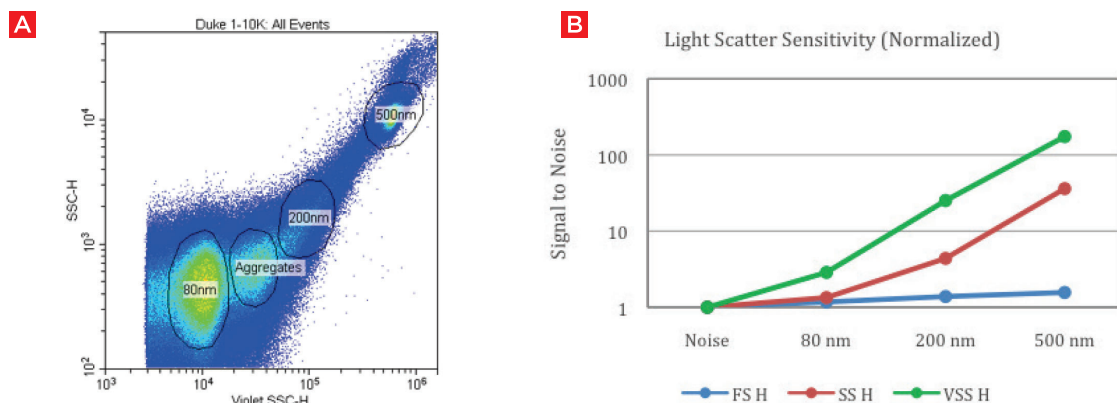 A
Duke 1-10K: All Events
SSC-H
10⁴
10³
10²
500nm
200nm
Aggregates
80nm
10³ 10⁴ 10⁵ 10⁶
Violet SSC-H
B
Light Scatter Sensitivity (Normalized)
Signal to Noise
1000
100
10
1
Noise 80 nm 200 nm 500 nm
FS H SS H VSS H